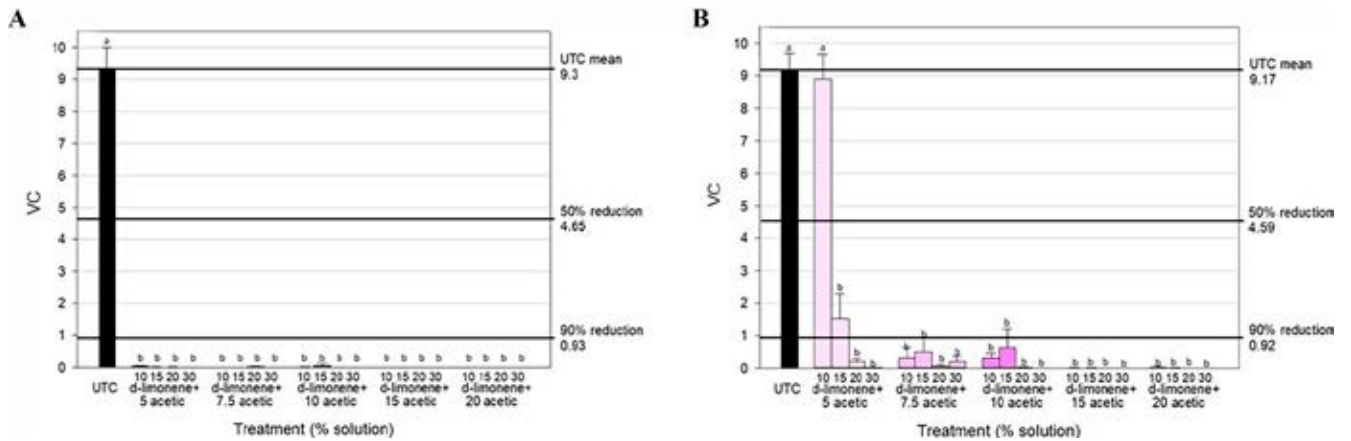 A
10
9
8
7
6
5
4
3
2
1
0
VC
a
b b b b b b b b b b b b b b b b b b b b
UTC mean
9.3
50% reduction
4.65
90% reduction
0.93
10 15 20 30 10 15 20 30 10 15 20 30 10 15 20 30 10 15 20 30
UTC d-limonene+ d-limonene+ d-limonene+ d-limonene+ d-limonene+
5 acetic 7.5 acetic 10 acetic 15 acetic 20 acetic
Treatment (% solution)
B
10
9
8
7
6
5
4
3
2
1
0
VC
a a
b b b b b b b b b b b b b b b b b b b
UTC mean
9.17
50% reduction
4.59
90% reduction
0.92
10 15 20 30 10 15 20 30 10 15 20 30 10 15 20 30 10 15 20 30
UTC d-limonene+ d-limonene+ d-limonene+ d-limonene+ d-limonene+
5 acetic 7.5 acetic 10 acetic 15 acetic 20 acetic
Treatment (% solution)